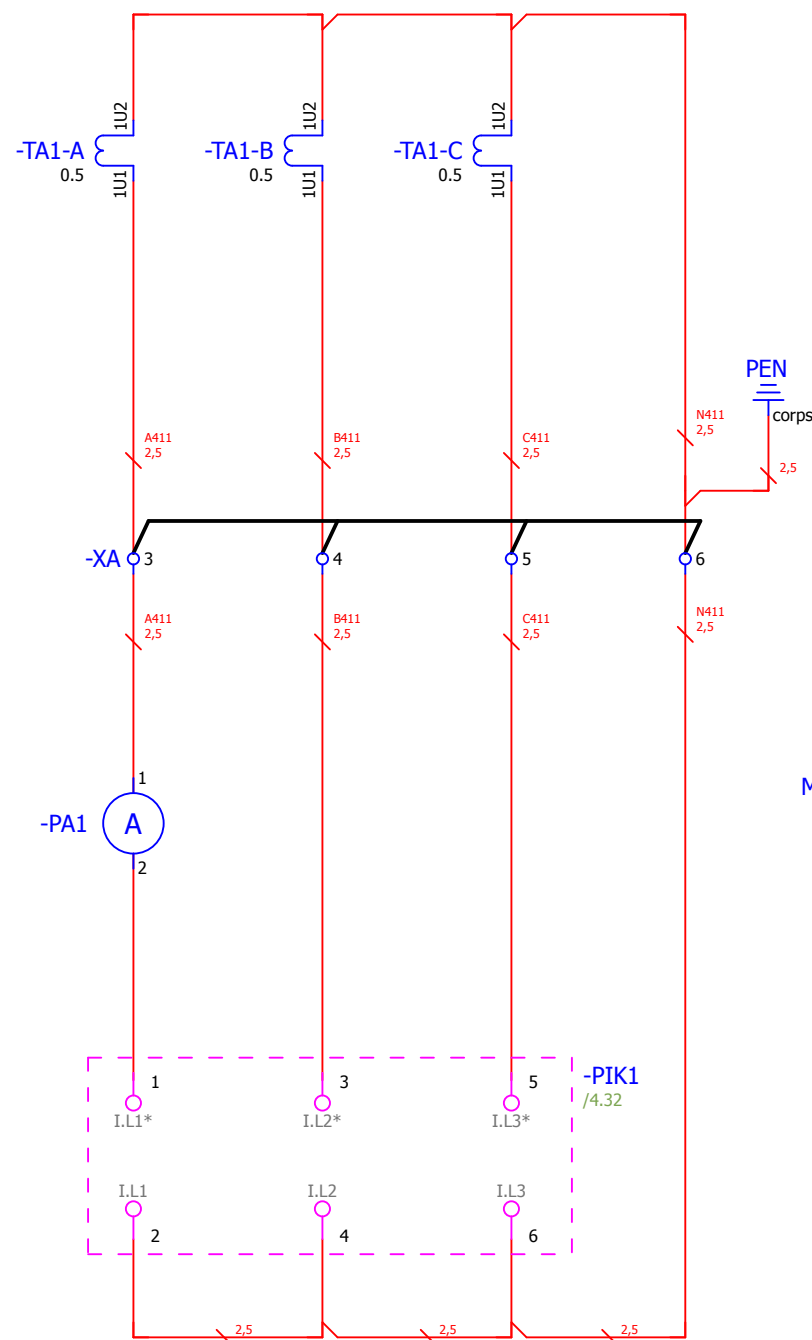 1U2
1U2
1U2
-TA1-A
-TA1-B
-TA1-C
0.5
0.5
0.5
1U1
1U1
1U1
PEN
corps
A411
2,5
B411
2,5
C411
2,5
N411
2,5
2,5
-XA
3
4
5
6
A411
2,5
B411
2,5
C411
2,5
N411
2,5
1
-PA1
A
2
M
1
3
5
-PIK1
/4.32
I.L1*
I.L2*
I.L3*
I.L1
I.L2
I.L3
2
4
6
2,5
2,5
2,5